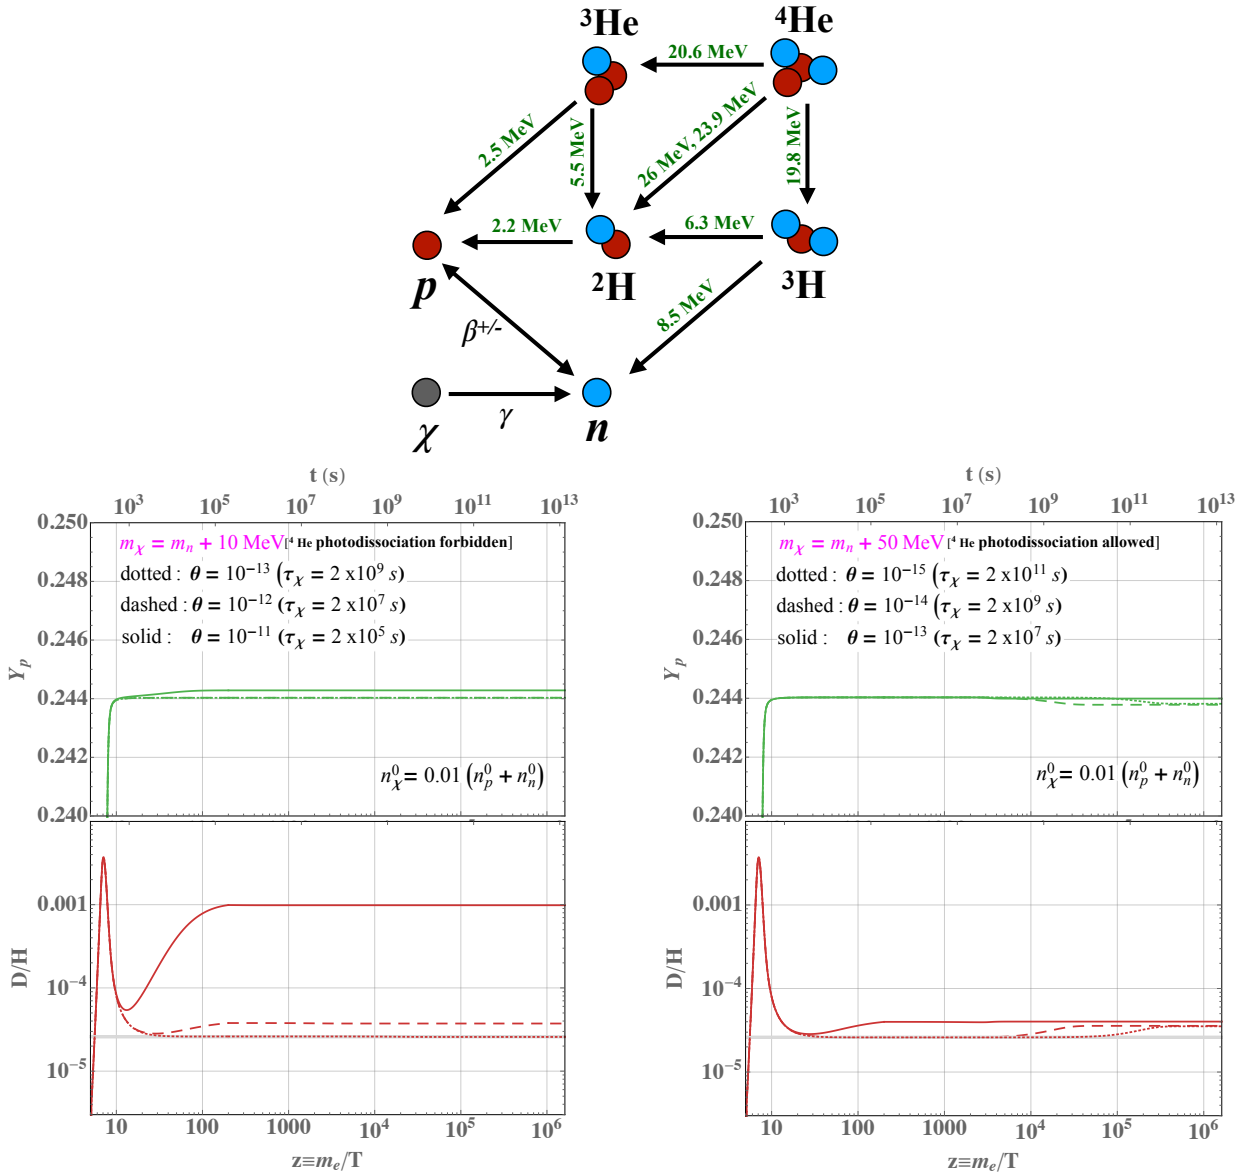 ³He
⁴He
20.6 MeV
2.5 MeV
5.5 MeV
26 MeV, 23.9 MeV
19.8 MeV
2.2 MeV
6.3 MeV
p
²H
³H
β+/-
8.5 MeV
γ
χ
n
t (s)
10³ 10⁵ 10⁷ 10⁹ 10¹¹ 10¹³
0.250
0.248
0.246
0.244
0.242
0.240
Yₚ
mχ = mₙ + 10 MeV [⁴ He photodissociation forbidden]
dotted : θ = 10⁻¹³ (τχ = 2 x10⁹ s)
dashed : θ = 10⁻¹² (τχ = 2 x10⁷ s)
solid : θ = 10⁻¹¹ (τχ = 2 x10⁵ s)
n⁰χ = 0.01 (n⁰ₚ + n⁰ₙ)
0.001
10⁻⁴
10⁻⁵
D/H
10 100 1000 10⁴ 10⁵ 10⁶
z≡mₑ/T
t (s)
10³ 10⁵ 10⁷ 10⁹ 10¹¹ 10¹³
0.250
0.248
0.246
0.244
0.242
0.240
Yₚ
mχ = mₙ + 50 MeV [⁴ He photodissociation allowed]
dotted : θ = 10⁻¹⁵ (τχ = 2 x10¹¹ s)
dashed : θ = 10⁻¹⁴ (τχ = 2 x10⁹ s)
solid : θ = 10⁻¹³ (τχ = 2 x10⁷ s)
n⁰χ = 0.01 (n⁰ₚ + n⁰ₙ)
0.001
10⁻⁴
10⁻⁵
D/H
10 100 1000 10⁴ 10⁵ 10⁶
z≡mₑ/T